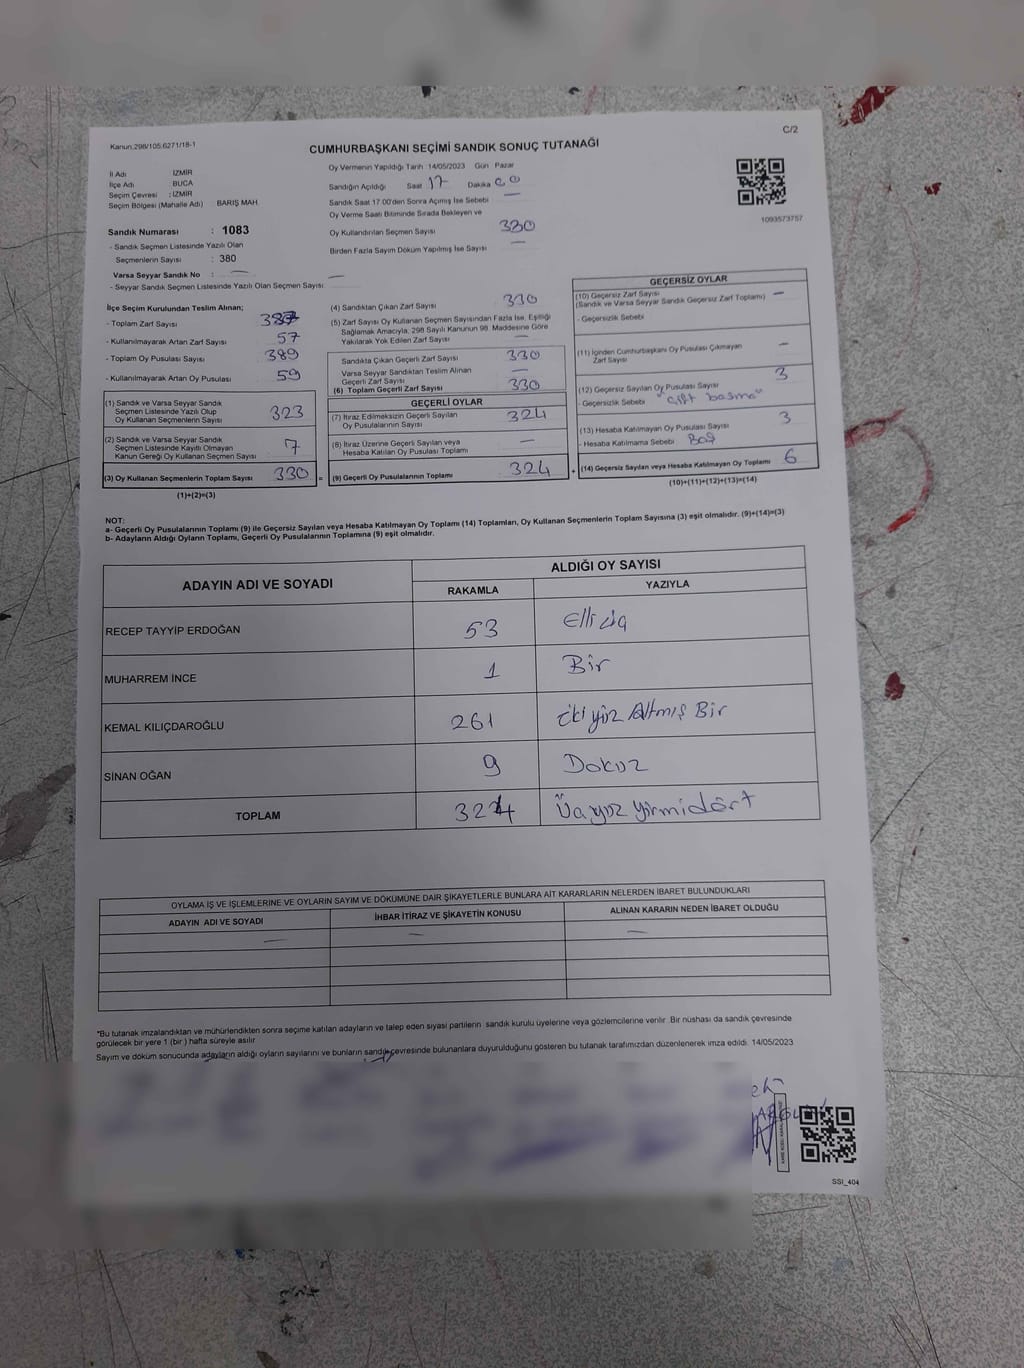 C/2
Kanun:298/105;6271/18-1
CUMHURBAŞKANI SEÇİMİ SANDIK SONUÇ TUTANAĞI
İl Adı İZMİR
İlçe Adı BUCA
Seçim Çevresi : İZMİR
Seçim Bölgesi (Mahalle Adı) BARIŞ MAH.
Sandık Numarası : 1083
- Sandık Seçmen Listesinde Yazılı Olan
Seçmenlerin Sayısı : 380
Varsa Seyyar Sandık No : —
- Seyyar Sandık Seçmen Listesinde Yazılı Olan Seçmen Sayısı: —
Oy Vermenin Yapıldığı Tarih 14/05/2023 Gün Pazar
Sandığın Açıldığı Saat 17 Dakika 00
Sandık Saat 17.00'den Sonra Açılmış İse Sebebi —
Oy Verme Saati Bitiminde Sırada Bekleyen ve
Oy Kullandırılan Seçmen Sayısı 330
Birden Fazla Sayım Döküm Yapılmış İse Sayısı —
1093573757
İlçe Seçim Kurulundan Teslim Alınan;
- Toplam Zarf Sayısı 387
- Kullanılmayarak Artan Zarf Sayısı 57
- Toplam Oy Pusulası Sayısı 389
- Kullanılmayarak Artan Oy Pusulası 59
(1) Sandık ve Varsa Seyyar Sandık
Seçmen Listesinde Yazılı Olup
Oy Kullanan Seçmenlerin Sayısı 323
(2) Sandık ve Varsa Seyyar Sandık
Seçmen Listesinde Kayıtlı Olmayan
Kanun Gereği Oy Kullanan Seçmen Sayısı 7
(3) Oy Kullanan Seçmenlerin Toplam Sayısı 330 =
(1)+(2)=(3)
(4) Sandıktan Çıkan Zarf Sayısı 330
(5) Zarf Sayısı Oy Kullanan Seçmen Sayısından Fazla İse, Eşitliği
Sağlamak Amacıyla, 298 Sayılı Kanunun 98. Maddesine Göre
Yakılarak Yok Edilen Zarf Sayısı —
Sandıkta Çıkan Geçerli Zarf Sayısı 330
Varsa Seyyar Sandıktan Teslim Alınan
Geçerli Zarf Sayısı —
(6) Toplam Geçerli Zarf Sayısı 330
GEÇERLİ OYLAR
(7) İtiraz Edilmeksizin Geçerli Sayılan
Oy Pusulalarının Sayısı 324
(8) İtiraz Üzerine Geçerli Sayılan veya
Hesaba Katılan Oy Pusulası Toplamı —
(9) Geçerli Oy Pusulalarının Toplamı 324 +
GEÇERSİZ OYLAR
(10) Geçersiz Zarf Sayısı
(Sandık ve Varsa Seyyar Sandık Geçersiz Zarf Toplamı) —
- Geçersizlik Sebebi
(11) İçinden Cumhurbaşkanı Oy Pusulası Çıkmayan
Zarf Sayısı —
(12) Geçersiz Sayılan Oy Pusulası Sayısı 3
- Geçersizlik Sebebi "Çift basma"
(13) Hesaba Katılmayan Oy Pusulası Sayısı 3
- Hesaba Katılmama Sebebi Boş
(14) Geçersiz Sayılan veya Hesaba Katılmayan Oy Toplamı 6
(10)+(11)+(12)+(13)=(14)
NOT:
a- Geçerli Oy Pusulalarının Toplamı (9) ile Geçersiz Sayılan veya Hesaba Katılmayan Oy Toplamı (14) Toplamları, Oy Kullanan Seçmenlerin Toplam Sayısına (3) eşit olmalıdır. (9)+(14)=(3)
b- Adayların Aldığı Oyların Toplamı, Geçerli Oy Pusulalarının Toplamına (9) eşit olmalıdır.
ADAYIN ADI VE SOYADI ALDIĞI OY SAYISI
RAKAMLA YAZIYLA
RECEP TAYYİP ERDOĞAN 53
MUHARREM İNCE 1 Bir
KEMAL KILIÇDAROĞLU 261 İkiyüz Altmış Bir
SİNAN OĞAN 9 Dokuz
TOPLAM 324 Üçyüz yirmidört
OYLAMA İŞ VE İŞLEMLERİNE VE OYLARIN SAYIM VE DÖKÜMÜNE DAİR ŞİKAYETLERLE BUNLARA AİT KARARLARIN NELERDEN İBARET BULUNDUKLARI
ADAYIN ADI VE SOYADI İHBAR İTİRAZ VE ŞİKAYETİN KONUSU ALINAN KARARIN NEDEN İBARET OLDUĞU
— — —
*Bu tutanak imzalandıktan ve mühürlendikten sonra seçime katılan adayların ve talep eden siyasi partilerin sandık kurulu üyelerine veya gözlemcilerine verilir. Bir nüshası da sandık çevresinde
görülecek bir yere 1 (bir) hafta süreyle asılır
Sayım ve döküm sonucunda adayların aldığı oyların sayılarını ve bunların sandık çevresinde bulunanlara duyurulduğunu gösteren bu tutanak tarafımızdan düzenlenerek imza edildi. 14/05/2023
SSI_404